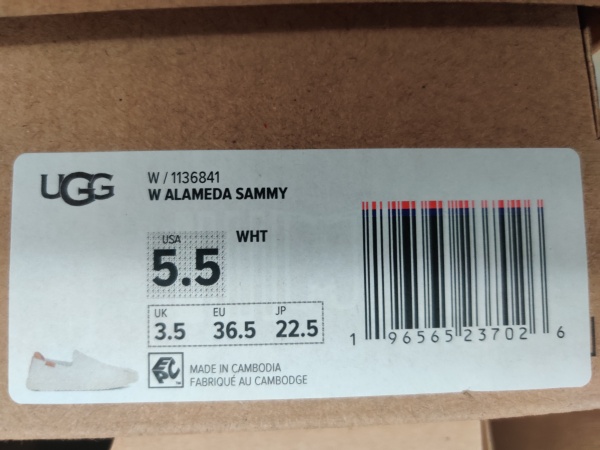 UGG
W / 1136841
W ALAMEDA SAMMY
USA
5.5
WHT
UK EU JP
3.5 36.5 22.5
1 96565 23702 6
EPC
MADE IN CAMBODIA
FABRIQUÉ AU CAMBODGE